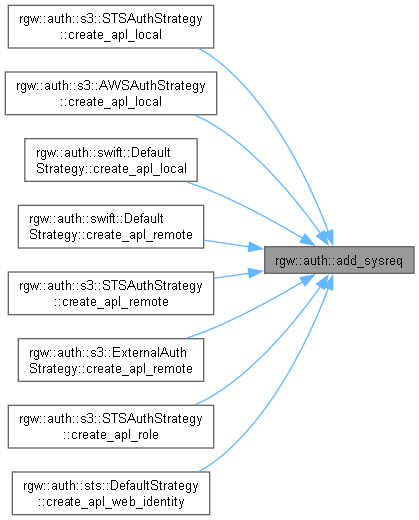 rgw::auth::s3::STSAuthStrategy
::create_apl_local
rgw::auth::s3::AWSAuthStrategy
::create_apl_local
rgw::auth::swift::Default
Strategy::create_apl_local
rgw::auth::swift::Default
Strategy::create_apl_remote
rgw::auth::add_sysreq
rgw::auth::s3::STSAuthStrategy
::create_apl_remote
rgw::auth::s3::ExternalAuth
Strategy::create_apl_remote
rgw::auth::s3::STSAuthStrategy
::create_apl_role
rgw::auth::sts::DefaultStrategy
::create_apl_web_identity